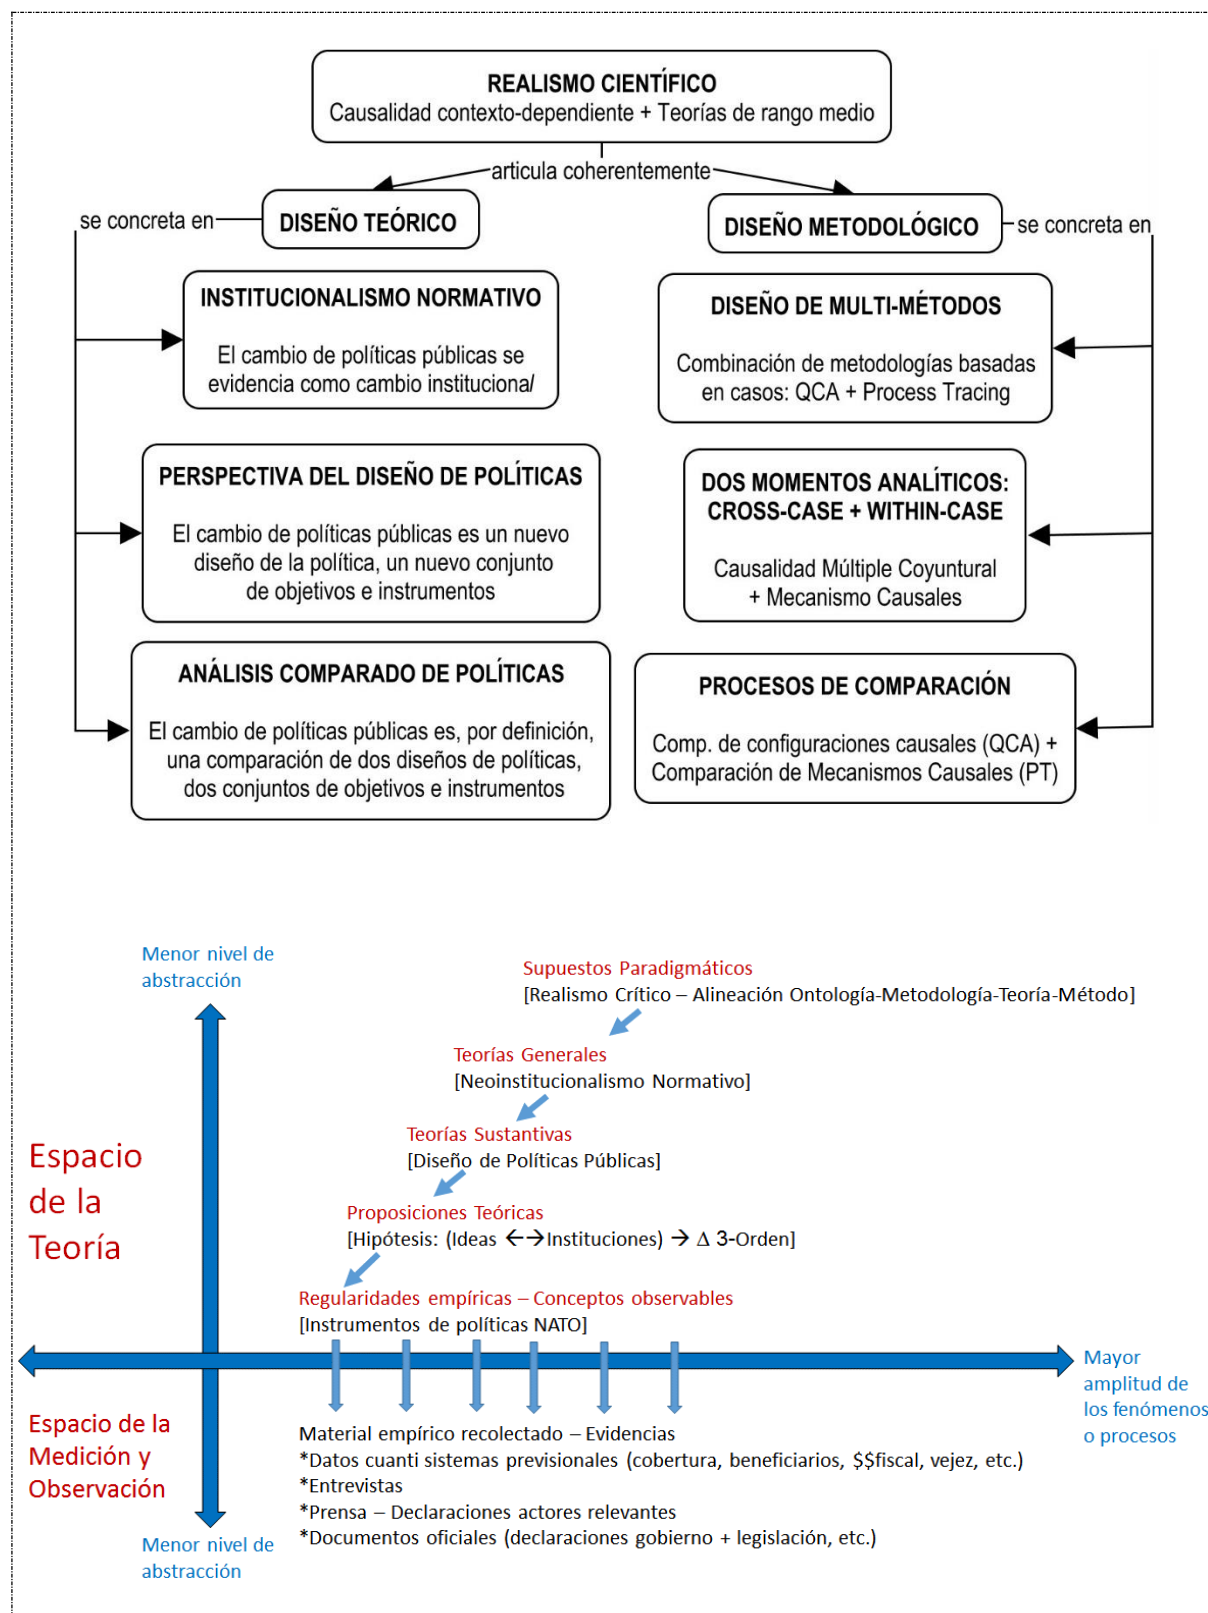 REALISMO CIENTÍFICO
Causalidad contexto-dependiente + Teorías de rango medio
articula coherentemente
se concreta en
DISEÑO TEÓRICO
DISEÑO METODOLÓGICO
se concreta en
INSTITUCIONALISMO NORMATIVO
El cambio de políticas públicas se
evidencia como cambio institucional
DISEÑO DE MULTI-MÉTODOS
Combinación de metodologías basadas
en casos: QCA + Process Tracing
PERSPECTIVA DEL DISEÑO DE POLÍTICAS
El cambio de políticas públicas es un nuevo
diseño de la política, un nuevo conjunto
de objetivos e instrumentos
DOS MOMENTOS ANALÍTICOS:
CROSS-CASE + WITHIN-CASE
Causalidad Múltiple Coyuntural
+ Mecanismo Causales
ANÁLISIS COMPARADO DE POLÍTICAS
El cambio de políticas públicas es, por definición,
una comparación de dos diseños de políticas,
dos conjuntos de objetivos e instrumentos
PROCESOS DE COMPARACIÓN
Comp. de configuraciones causales (QCA) +
Comparación de Mecanismos Causales (PT)
Menor nivel de
abstracción
Supuestos Paradigmáticos
[Realismo Crítico – Alineación Ontología-Metodología-Teoría-Método]
Teorías Generales
[Neoinstitucionalismo Normativo]
Teorías Sustantivas
[Diseño de Políticas Públicas]
Espacio
de la
Teoría
Proposiciones Teóricas
[Hipótesis: (Ideas ←→Instituciones) → Δ 3-Orden]
Regularidades empíricas – Conceptos observables
[Instrumentos de políticas NATO]
Mayor
amplitud de
los fenómenos
o procesos
Espacio de la
Medición y
Observación
Material empírico recolectado – Evidencias
*Datos cuanti sistemas previsionales (cobertura, beneficiarios, $$fiscal, vejez, etc.)
*Entrevistas
*Prensa – Declaraciones actores relevantes
*Documentos oficiales (declaraciones gobierno + legislación, etc.)
Menor nivel de
abstracción